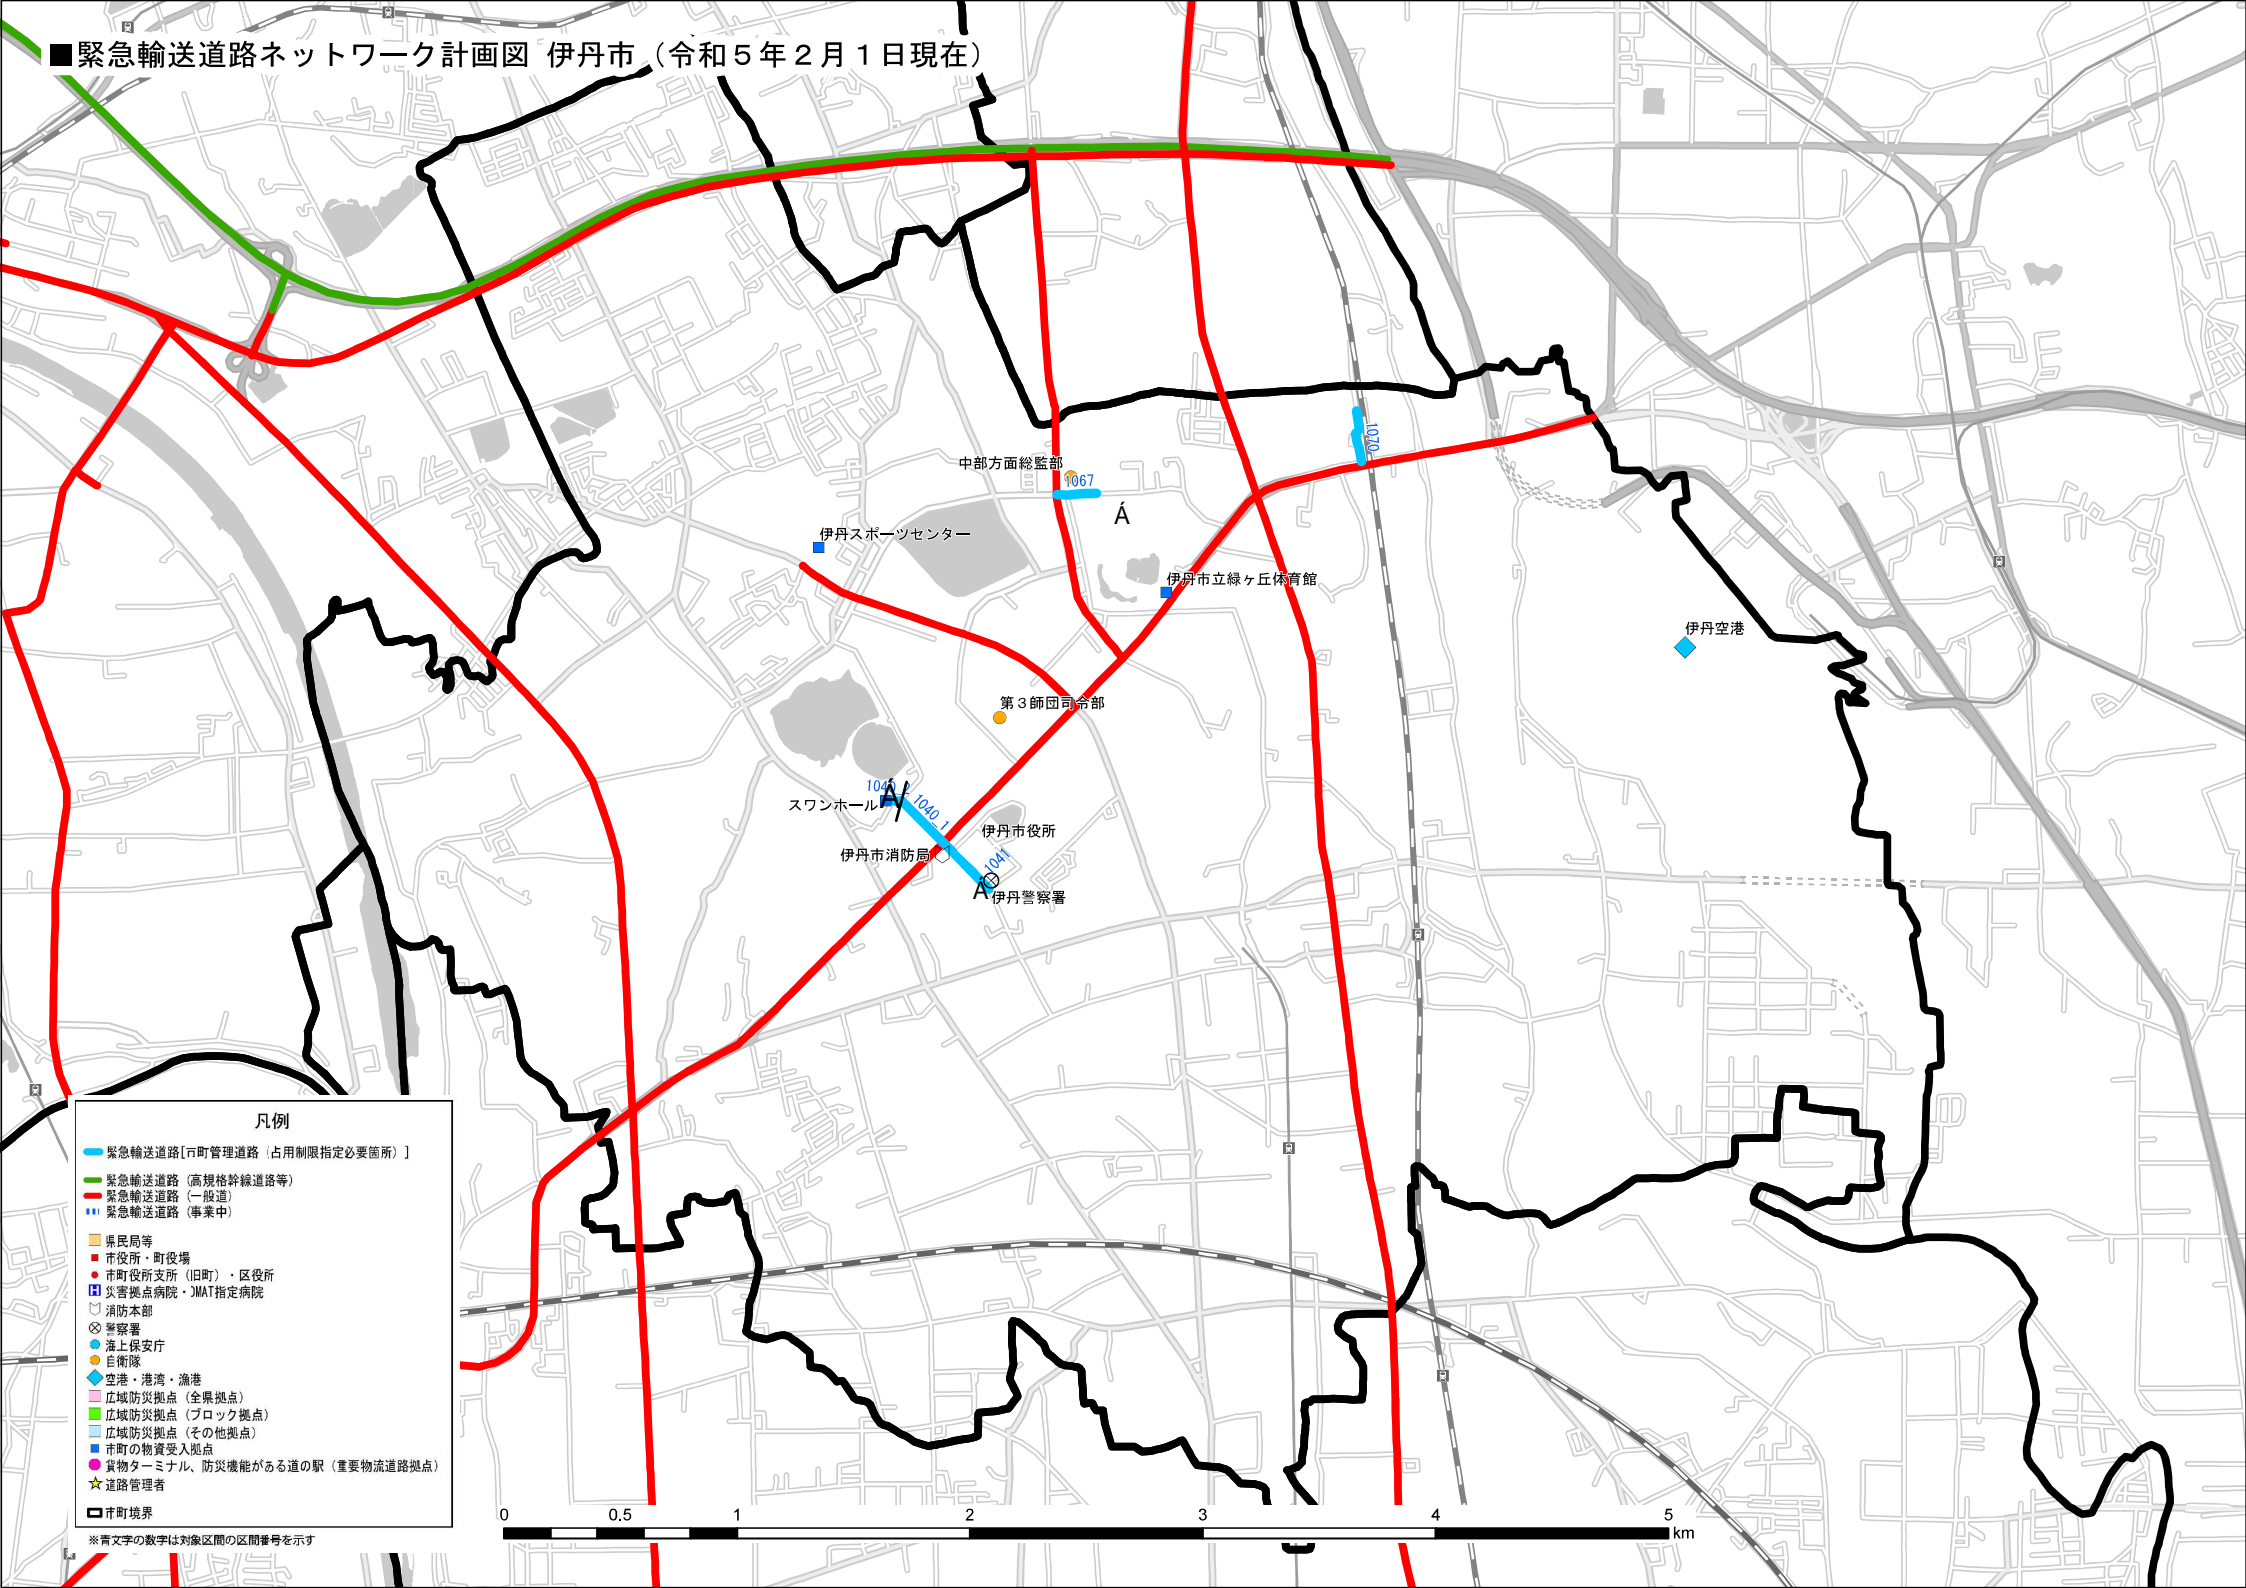 ■緊急輸送道路ネットワーク計画図 伊丹市（令和５年２月１日現在）
1070
中部方面総監部
1067
Á
伊丹スポーツセンター
伊丹市立緑ヶ丘体育館
伊丹空港
第３師団司令部
スワンホール
1040_1
伊丹市役所
伊丹市消防局
1041
Á
伊丹警察署
凡例
緊急輸送道路[市町管理道路（占用制限指定必要箇所）]
緊急輸送道路（高規格幹線道路等）
緊急輸送道路（一般道）
緊急輸送道路（事業中）
県民局等
市役所・町役場
市町役所支所（旧町）・区役所
災害拠点病院・DMAT指定病院
消防本部
警察署
海上保安庁
自衛隊
空港・港湾・漁港
広域防災拠点（全県拠点）
広域防災拠点（ブロック拠点）
広域防災拠点（その他拠点）
市町の物資受入拠点
貨物ターミナル、防災機能がある道の駅（重要物流道路拠点）
道路管理者
市町境界
※青文字の数字は対象区間の区間番号を示す
0 0.5 1 2 3 4 5
km